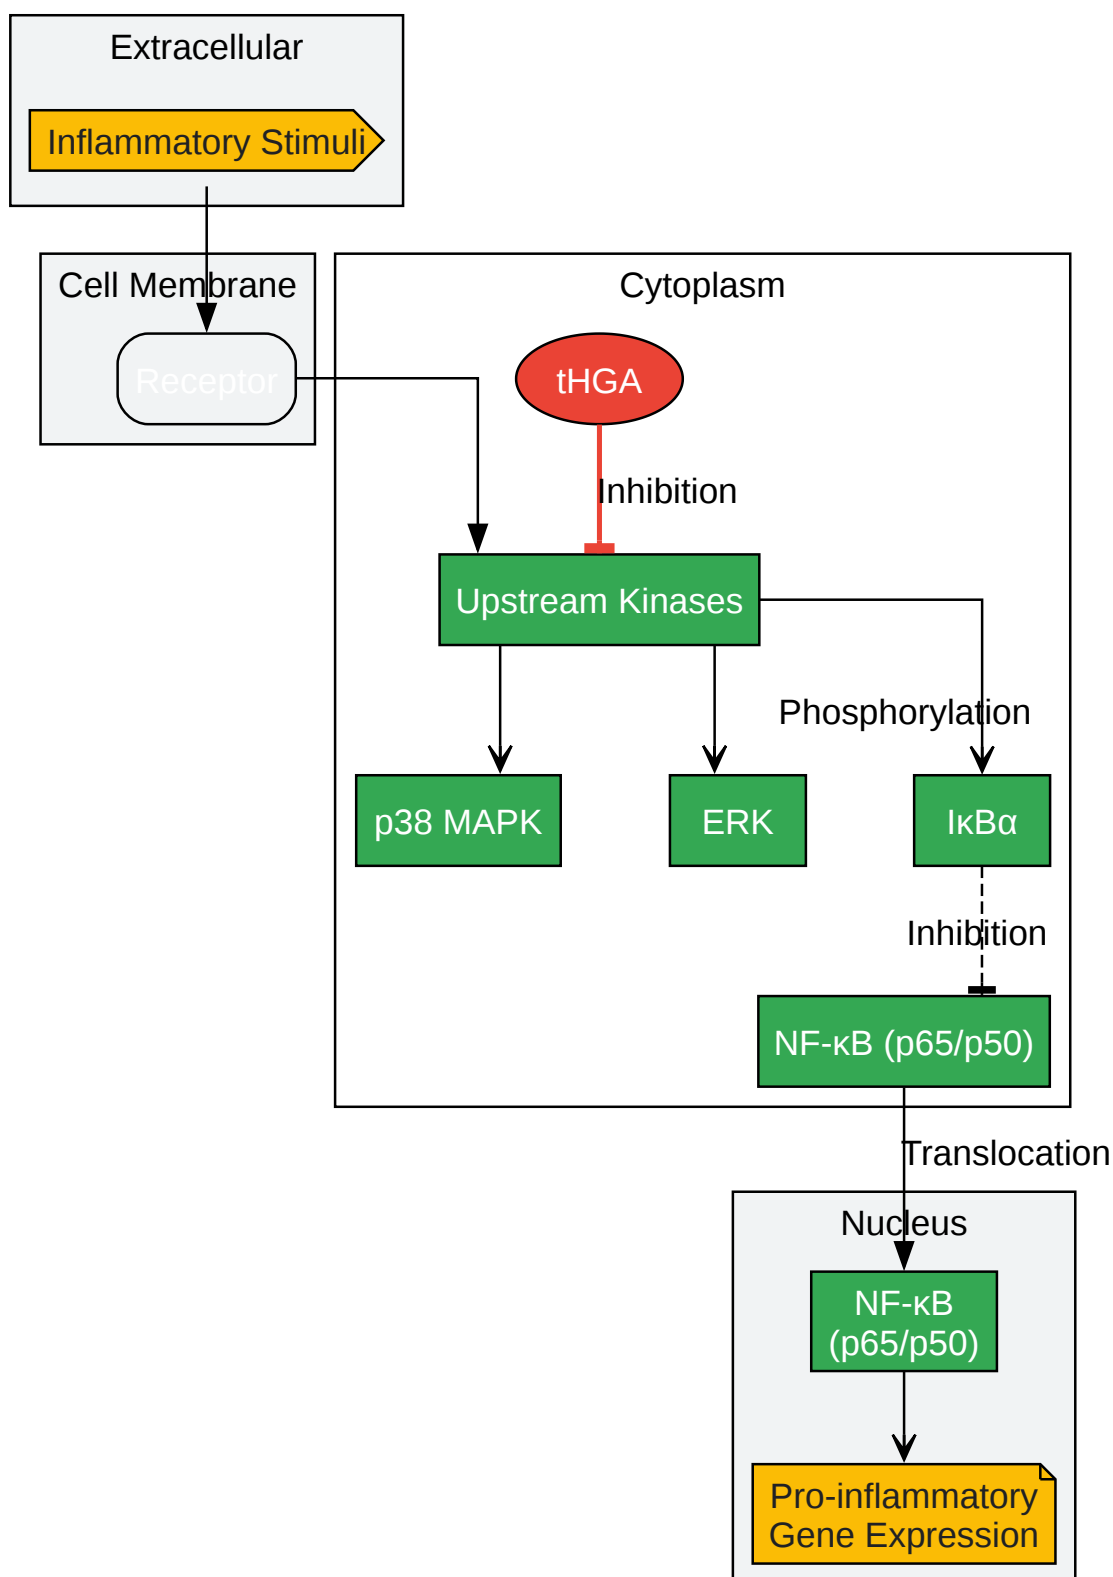 Extracellular
Inflammatory Stimuli
Cell Membrane
Receptor
Cytoplasm
tHGA
Inhibition
Upstream Kinases
Phosphorylation
p38 MAPK
ERK
IκBα
Inhibition
NF-κB (p65/p50)
Translocation
Nucleus
NF-κB
(p65/p50)
Pro-inflammatory
Gene Expression